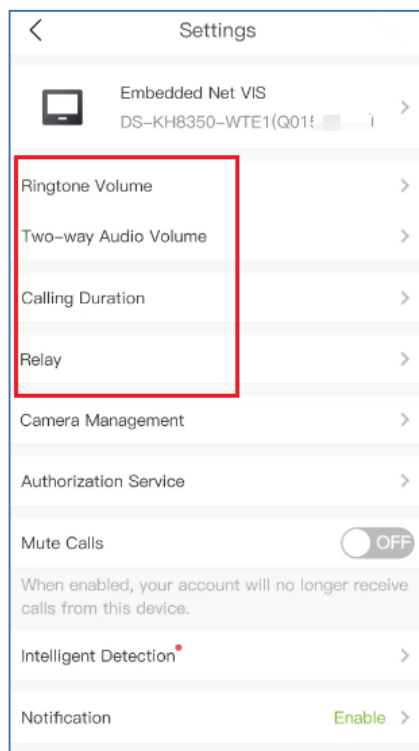 Settings
Embedded Net VIS
DS-KH8350-WTE1(Q015
Ringtone Volume
Two-way Audio Volume
Calling Duration
Relay
Camera Management
Authorization Service
Mute Calls
OFF
When enabled, your account will no longer receive
calls from this device.
Intelligent Detection
Notification
Enable